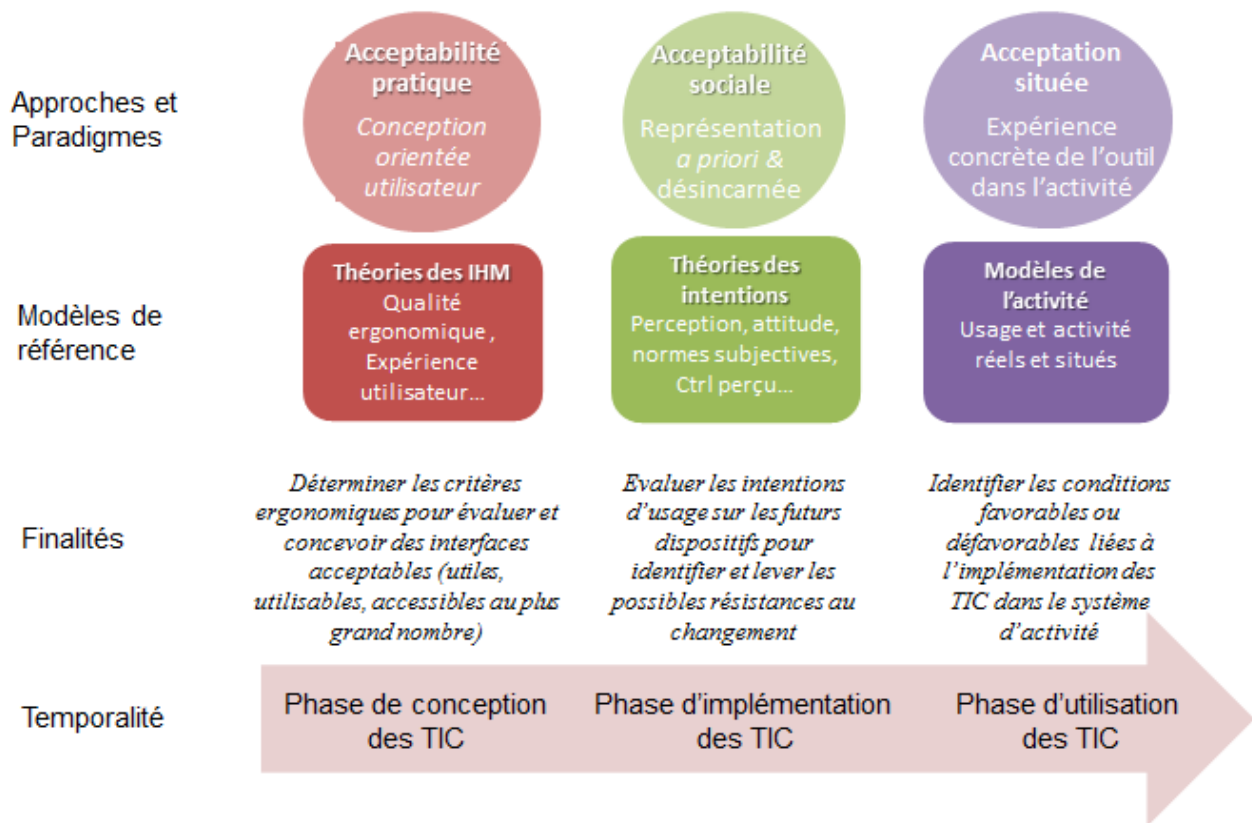 Approches et
Paradigmes
Acceptabilité
pratique
Conception
orientée
utilisateur
Acceptabilité
sociale
Représentation
a priori &
désincarnée
Acceptation
située
Expérience
concrète de l'outil
dans l'activité
Modèles de
référence
Théories des IHM
Qualité
ergonomique ,
Expérience
utilisateur…
Théories des
intentions
Perception, attitude,
normes subjectives,
Ctrl perçu…
Modèles de
l'activité
Usage et activité
réels et situés
Finalités
Déterminer les critères
ergonomiques pour évaluer et
concevoir des interfaces
acceptables (utiles,
utilisables, accessibles au plus
grand nombre)
Evaluer les intentions
d'usage sur les futurs
dispositifs pour
identifier et lever les
possibles résistances au
changement
Identifier les conditions
favorables ou
défavorables liées à
l'implémentation des
TIC dans le système
d'activité
Temporalité
Phase de conception
des TIC
Phase d'implémentation
des TIC
Phase d'utilisation
des TIC